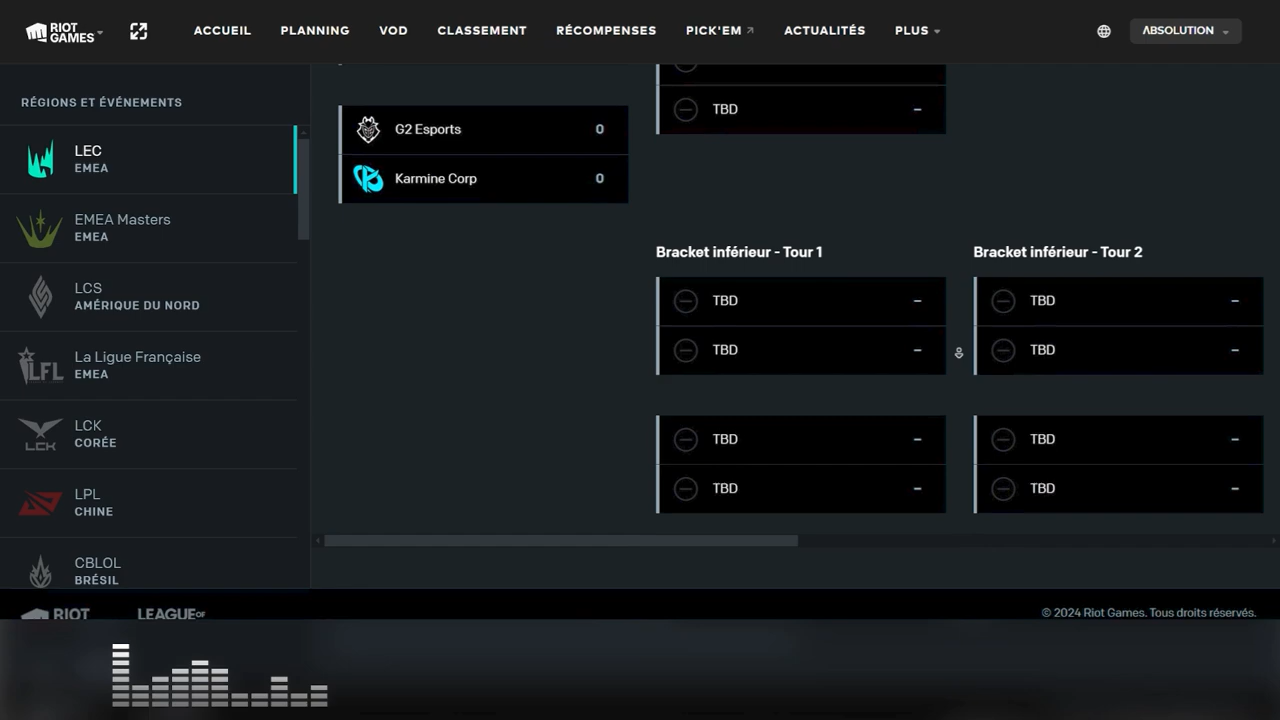 RIOT GAMES
ACCUEIL
PLANNING
VOD
CLASSEMENT
RÉCOMPENSES
PICK'EM
ACTUALITÉS
PLUS
ABSOLUTION
RÉGIONS ET ÉVÉNEMENTS
LEC
EMEA
EMEA Masters
EMEA
LCS
AMÉRIQUE DU NORD
LFL
La Ligue Française
EMEA
LCK
LCK
CORÉE
LPL
CHINE
CBLOL
BRÉSIL
TBD –
G2 Esports 0
Karmine Corp 0
Bracket inférieur - Tour 1
TBD –
TBD –
TBD –
TBD –
Bracket inférieur - Tour 2
TBD –
TBD –
TBD –
TBD –
RIOT
LEAGUE OF
© 2024 Riot Games. Tous droits réservés.